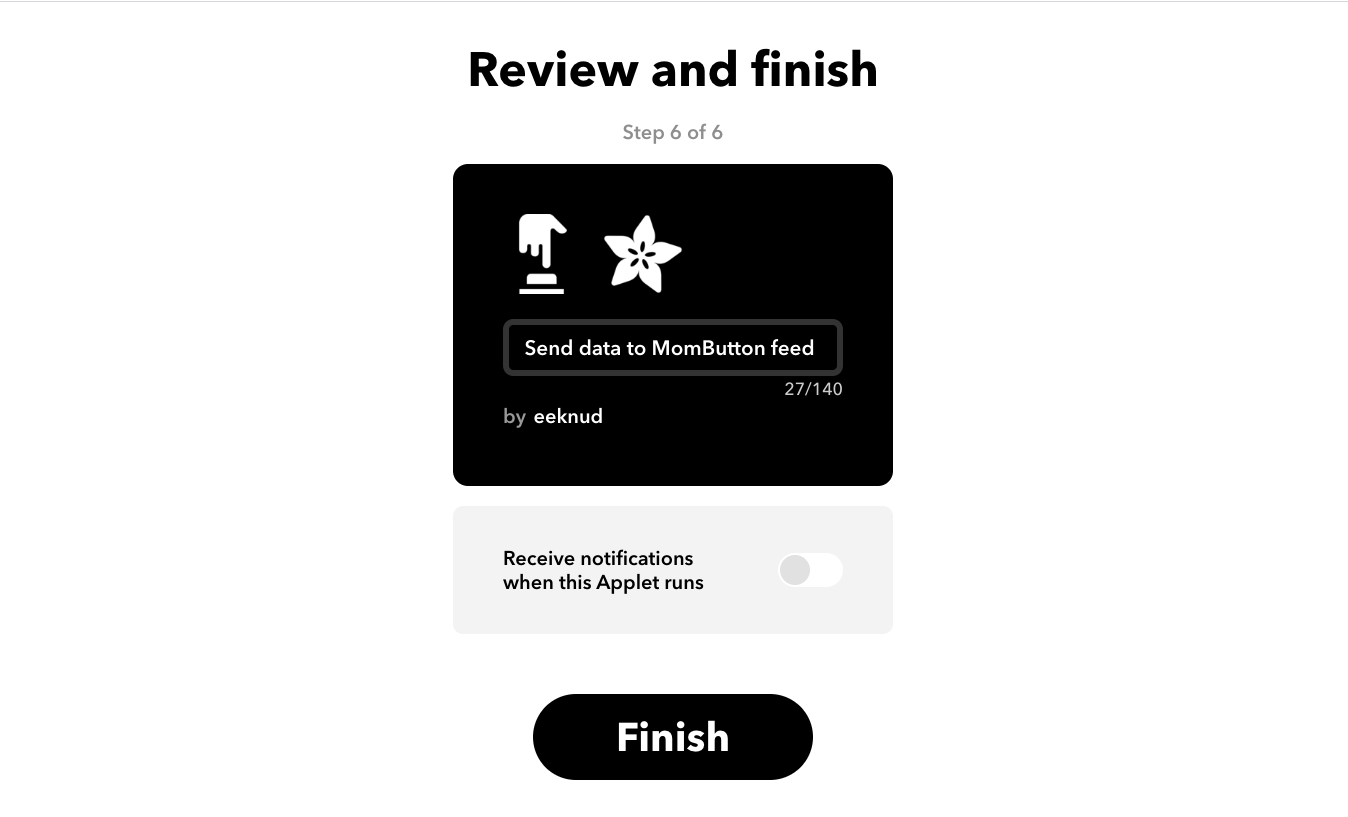 Review and finish
Step 6 of 6
Send data to MomButton feed
27/140
by eeknud
Receive notifications
when this Applet runs
Finish